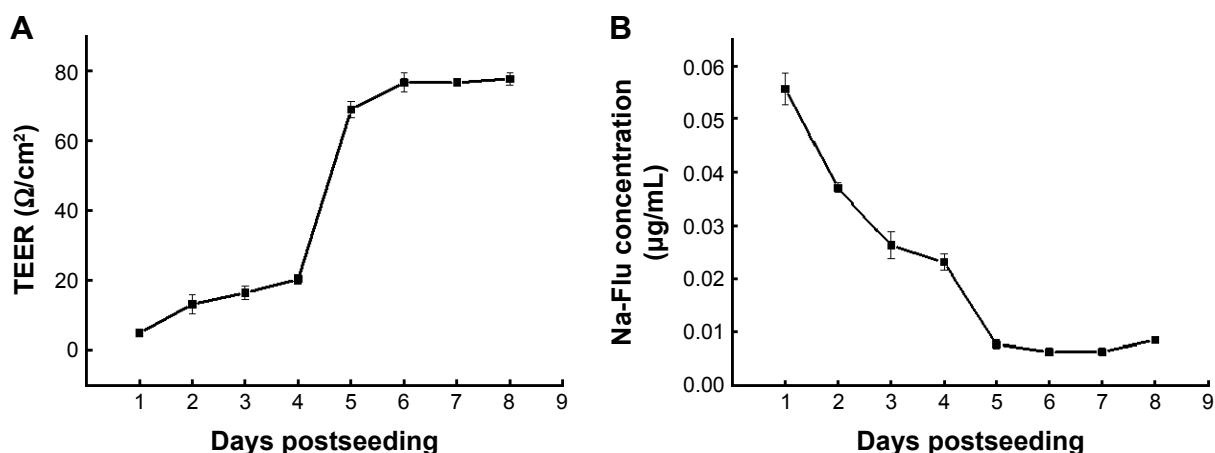 A
TEER (Ω/cm²)
80
60
40
20
0
1 2 3 4 5 6 7 8 9
Days postseeding
B
Na-Flu concentration
(µg/mL)
0.06
0.05
0.04
0.03
0.02
0.01
0.00
1 2 3 4 5 6 7 8 9
Days postseeding